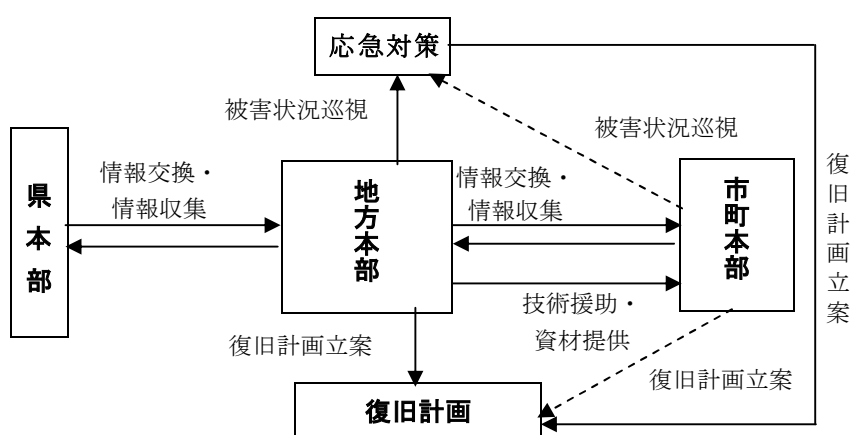 応急対策
被害状況巡視
被害状況巡視
県本部
情報交換・
情報収集
地方本部
情報交換・
情報収集
市町本部
復旧計画立案
技術援助・
資材提供
復旧計画立案
復旧計画立案
復旧計画